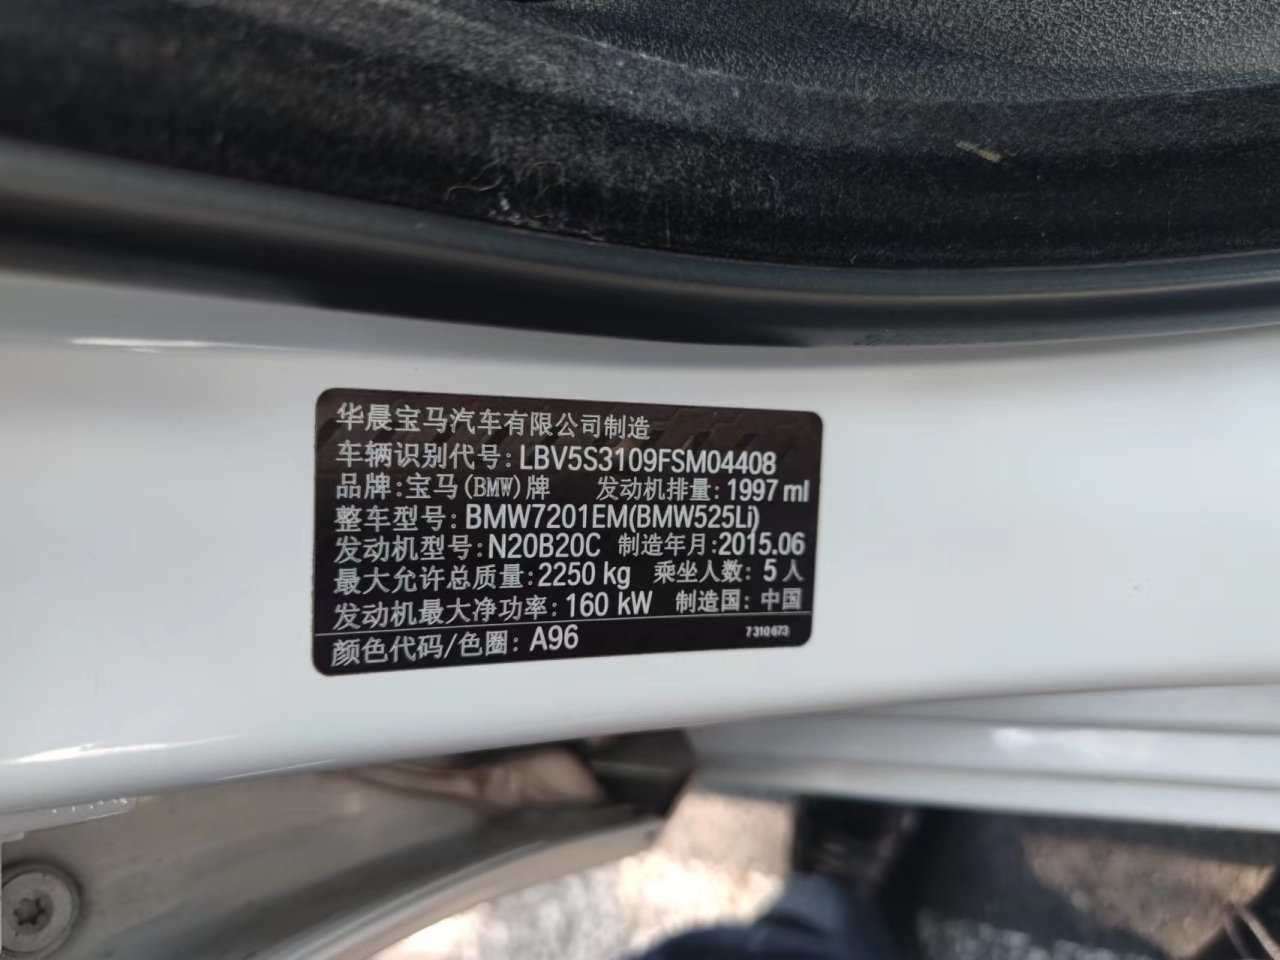 华晨宝马汽车有限公司制造
车辆识别代号: LBV5S3109FSM04408
品牌: 宝马(BMW)牌 发动机排量: 1997 ml
整车型号: BMW7201EM(BMW525Li)
发动机型号: N20B20C 制造年月: 2015.06
最大允许总质量: 2250 kg 乘坐人数: 5 人
发动机最大净功率: 160 kW 制造国: 中国
颜色代码/色圈: A96 7 310 673